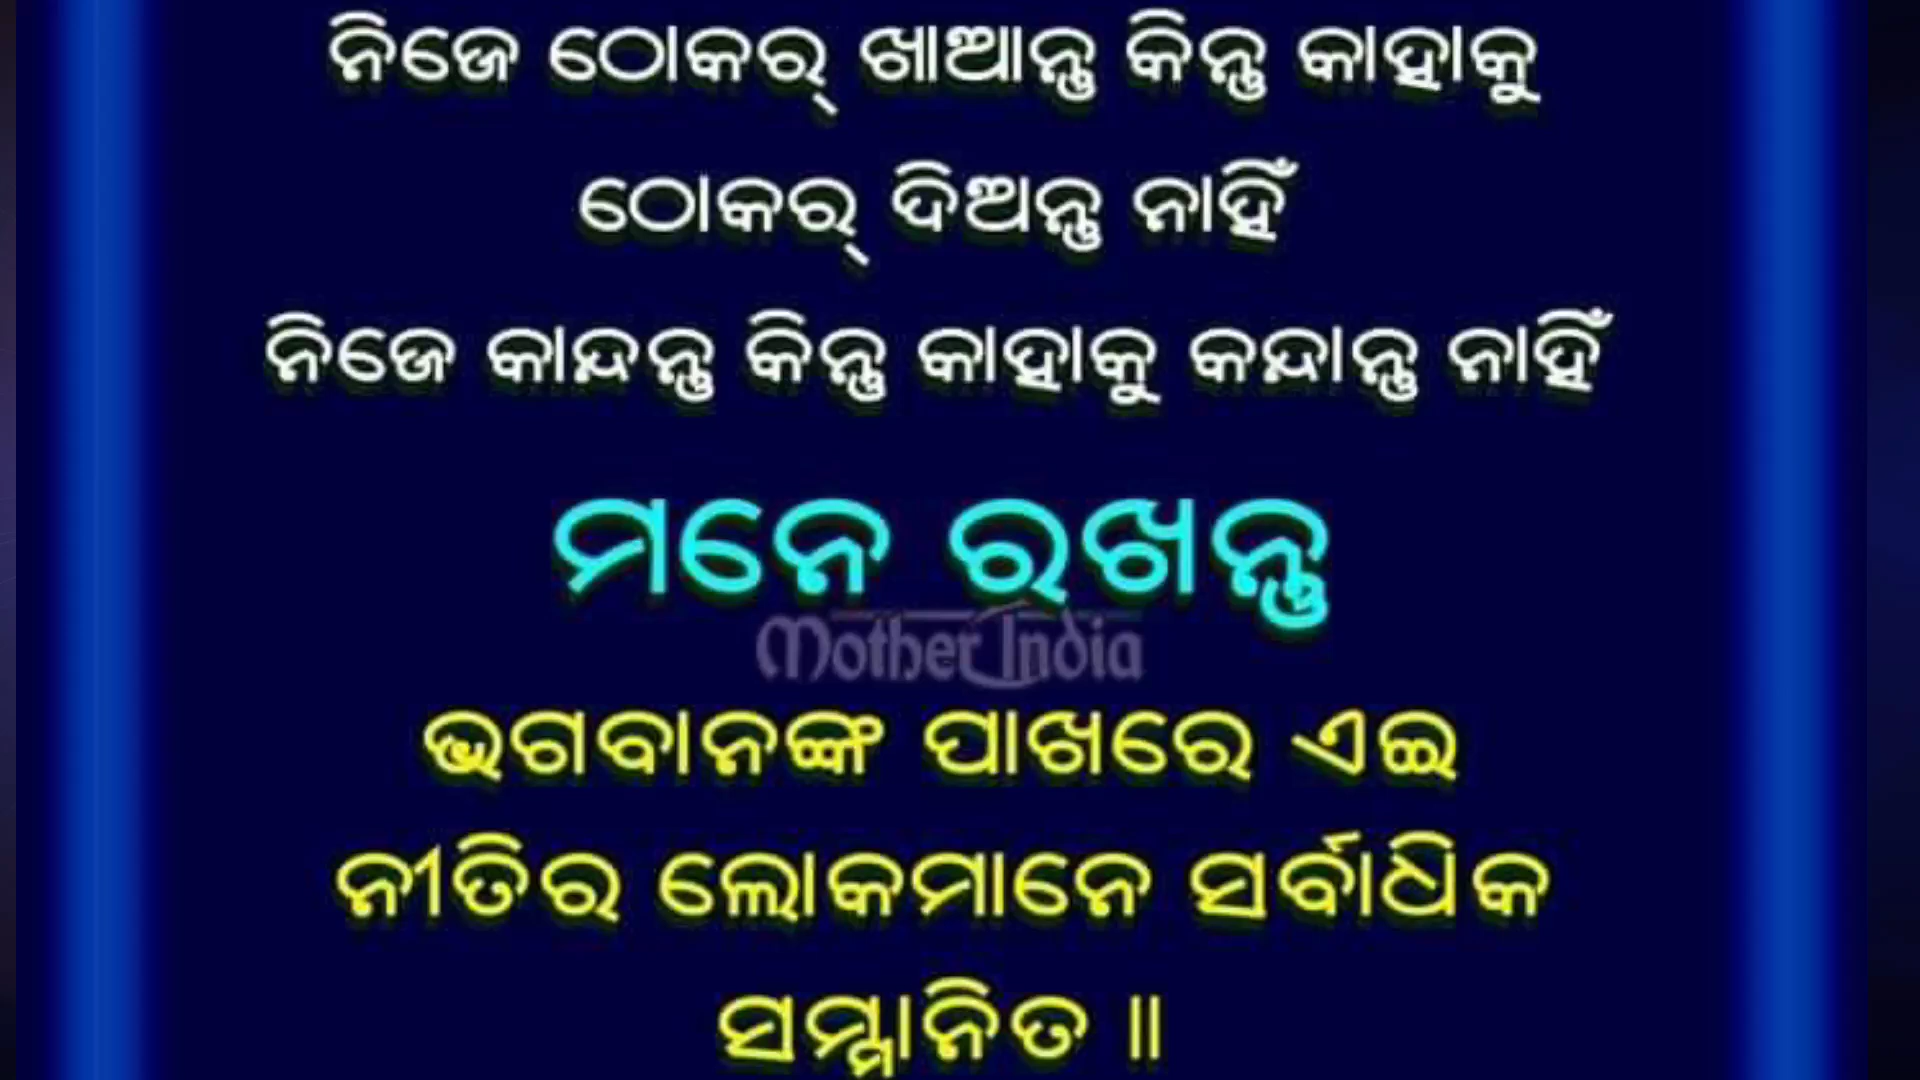 ନିଜେ ଠୋକର୍ ଖାଆନ୍ତୁ କିନ୍ତୁ କାହାକୁ
ଠୋକର୍ ଦିଅନ୍ତୁ ନାହିଁ
ନିଜେ କାନ୍ଦନ୍ତୁ କିନ୍ତୁ କାହାକୁ କନ୍ଦାନ୍ତୁ ନାହିଁ
ମନେ ରଖନ୍ତୁ
Mother India
ଭଗବାନଙ୍କ ପାଖରେ ଏଇ
ନୀତିର ଲୋକମାନେ ସର୍ବାଧିକ
ସମ୍ମାନିତ ॥